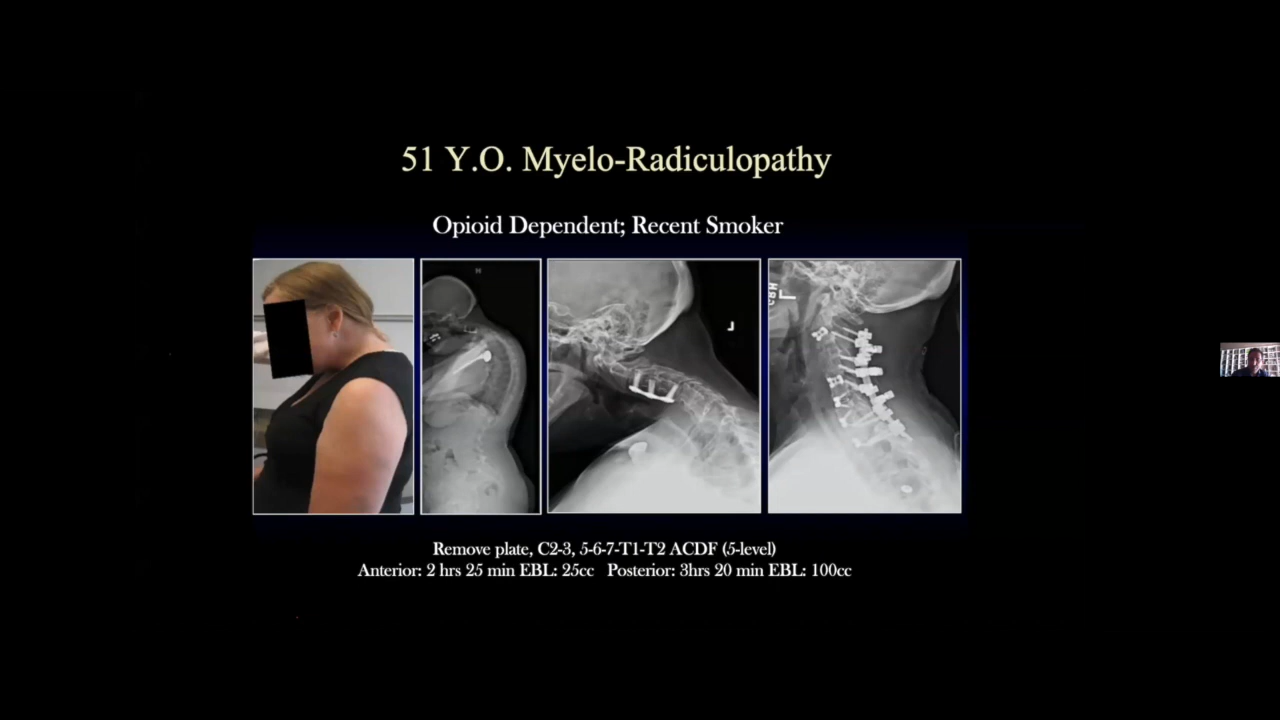 51 Y.O. Myelo-Radiculopathy
Opioid Dependent; Recent Smoker
H
L
L
Remove plate, C2-3, 5-6-7-T1-T2 ACDF (5-level)
Anterior: 2 hrs 25 min EBL: 25cc Posterior: 3hrs 20 min EBL: 100cc